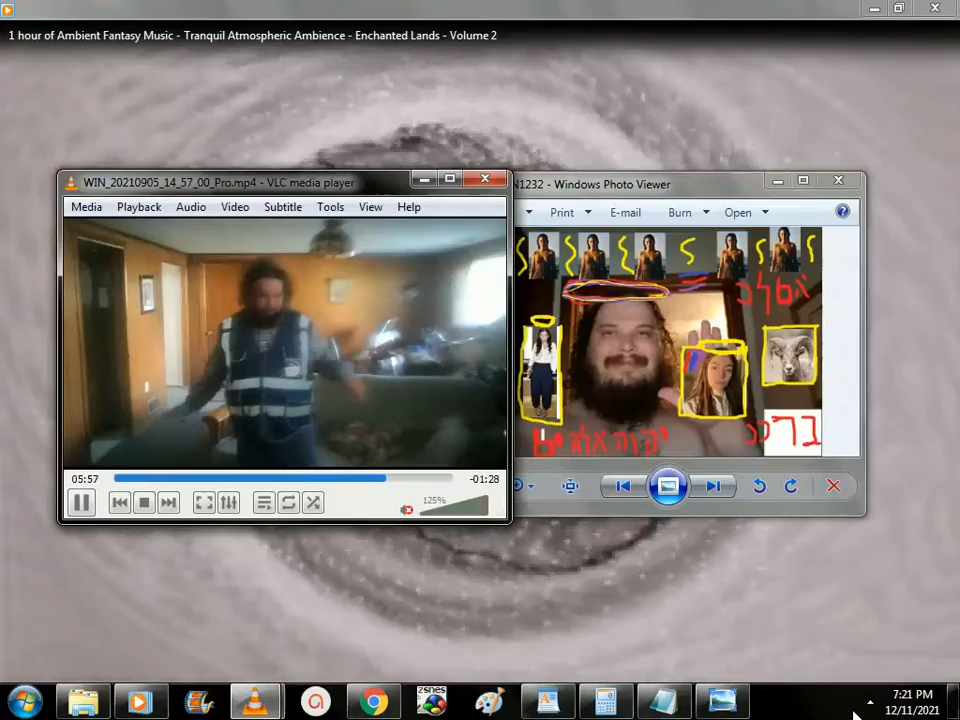 1 hour of Ambient Fantasy Music - Tranquil Atmospheric Ambience - Enchanted Lands - Volume 2
WIN_20210905_14_57_00_Pro.mp4 - VLC media player
Media Playback Audio Video Subtitle Tools View Help
05:57
-01:28
125%
1232 - Windows Photo Viewer
Print E-mail Burn Open
zsnes
7:21 PM
12/11/2021